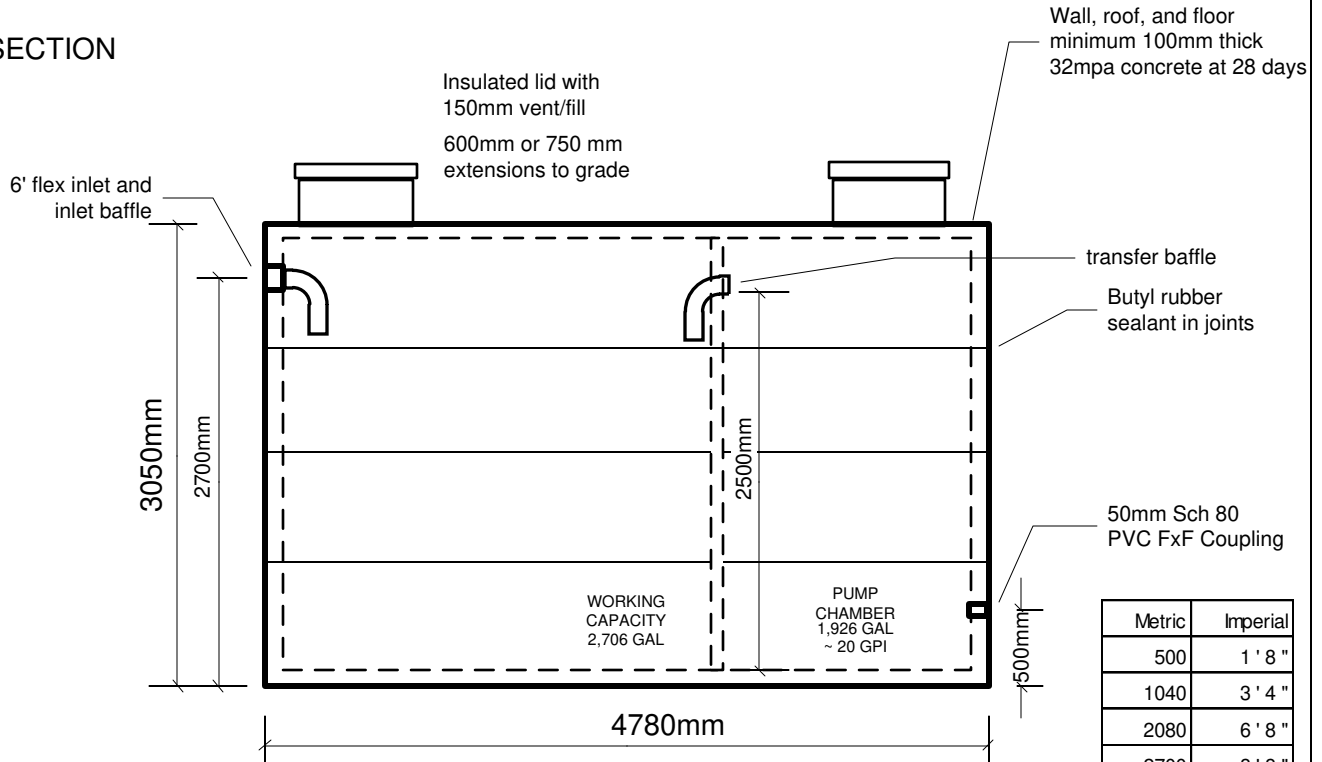 SECTION
Wall, roof, and floor
minimum 100mm thick
32mpa concrete at 28 days
Insulated lid with
150mm vent/fill
600mm or 750 mm
extensions to grade
6' flex inlet and
inlet baffle
transfer baffle
Butyl rubber
sealant in joints
3050mm
2700mm
2500mm
50mm Sch 80
PVC FxF Coupling
WORKING
CAPACITY
2,706 GAL
PUMP
CHAMBER
1,926 GAL
~ 20 GPI
500mm
4780mm
Metric Imperial
500 1 ' 8 "
1040 3 ' 4 "
2080 6 ' 8 "